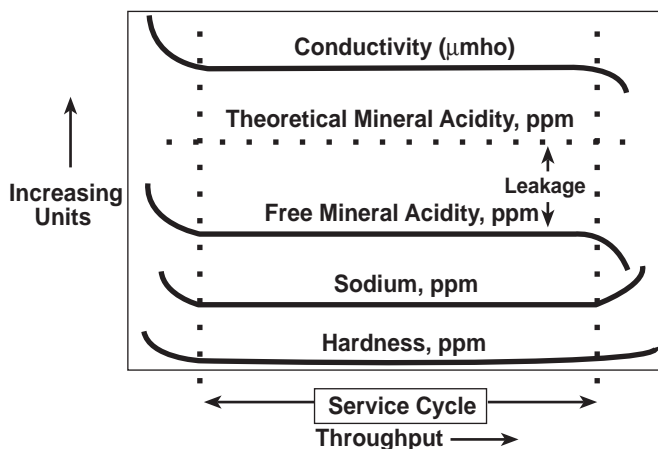 Conductivity (μmho)
Theoretical Mineral Acidity, ppm
Increasing
Units
Leakage
Free Mineral Acidity, ppm
Sodium, ppm
Hardness, ppm
Service Cycle
Throughput